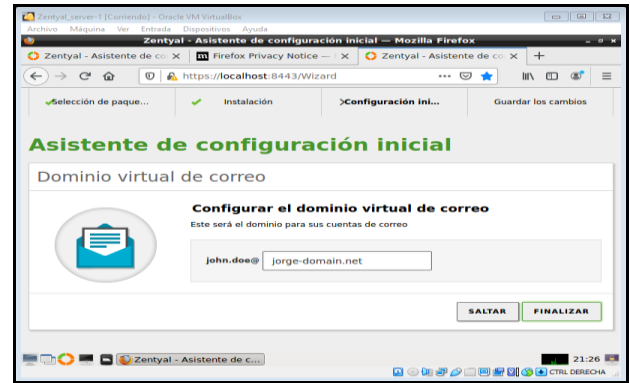 Zentyal_server-1 [Corriendo] - Oracle VM VirtualBox
Archivo Máquina Ver Entrada Dispositivos Ayuda
Zentyal - Asistente de configuración inicial — Mozilla Firefox
Zentyal - Asistente de co
Firefox Privacy Notice —
Zentyal - Asistente de co
https://localhost:8443/Wizard
Selección de paque...
Instalación
Configuración ini...
Guardar los cambios
Asistente de configuración inicial
Dominio virtual de correo
Configurar el dominio virtual de correo
Este será el dominio para sus cuentas de correo
john.doe@ jorge-domain.net
SALTAR FINALIZAR
Zentyal - Asistente de c...
21:26
CTRL DERECHA